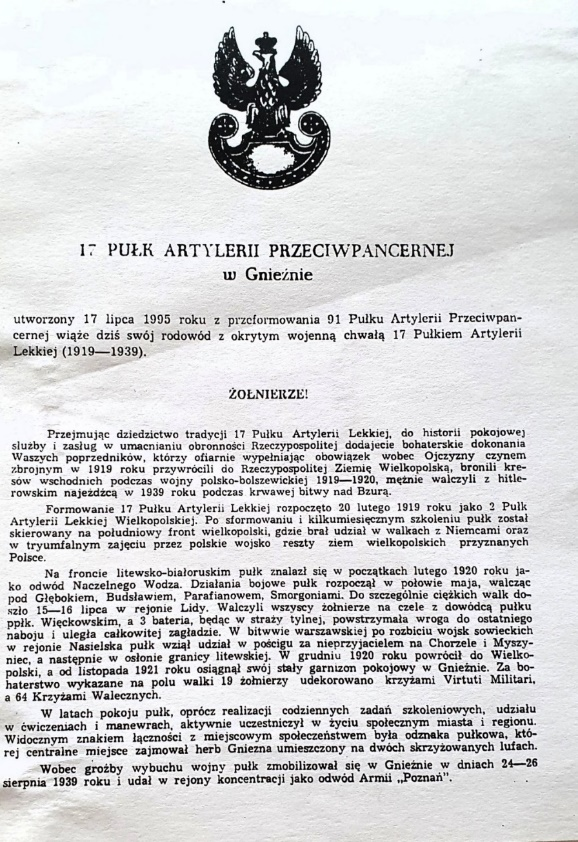 17 PUŁK ARTYLERII PRZECIWPANCERNEJ
w Gnieźnie
utworzony 17 lipca 1995 roku z przeformowania 91 Pułku Artylerii Przeciwpan-
cernej wiąże dziś swój rodowód z okrytym wojenną chwałą 17 Pułkiem Artylerii
Lekkiej (1919—1939).
ŻOŁNIERZE!
Przejmując dziedzictwo tradycji 17 Pułku Artylerii Lekkiej, do historii pokojowej
służby i zasług w umacnianiu obronności Rzeczypospolitej dodajecie bohaterskie dokonania
Waszych poprzedników, którzy ofiarnie wypełniając obowiązek wobec Ojczyzny czynem
zbrojnym w 1919 roku przywrócili do Rzeczypospolitej Ziemię Wielkopolską, bronili kre-
sów wschodnich podczas wojny polsko-bolszewickiej 1919—1920, mężnie walczyli z hitle-
rowskim najeźdźcą w 1939 roku podczas krwawej bitwy nad Bzurą.
Formowanie 17 Pułku Artylerii Lekkiej rozpoczęto 20 lutego 1919 roku jako 2 Pułk
Artylerii Lekkiej Wielkopolskiej. Po sformowaniu i kilkumiesięcznym szkoleniu pułk został
skierowany na południowy front wielkopolski, gdzie brał udział w walkach z Niemcami oraz
w tryumfalnym zajęciu przez polskie wojsko reszty ziem wielkopolskich przyznanych
Polsce.
Na froncie litewsko-białoruskim pułk znalazł się w początkach lutego 1920 roku ja-
ko odwód Naczelnego Wodza. Działania bojowe pułk rozpoczął w połowie maja, walcząc
pod Głębokiem, Budsławiem, Parafianowem, Smorgoniami. Do szczególnie ciężkich walk do-
szło 15—16 lipca w rejonie Lidy. Walczyli wszyscy żołnierze na czele z dowódcą pułku
ppłk. Więckowskim, a 3 bateria, będąc w straży tylnej, powstrzymała wroga do ostatniego
naboju i uległa całkowitej zagładzie. W bitwwie warszawskiej po rozbiciu wojsk sowieckich
w rejonie Nasielska pułk wziął udział w pościgu za nieprzyjacielem na Chorzele i Myszy-
niec, a następnie w osłonie granicy litewskiej. W grudniu 1920 roku powrócił do Wielko-
polski, a od listopada 1921 roku osiągnął swój stały garnizon pokojowy w Gnieźnie. Za bo-
haterstwo wykazane na polu walki 19 żołnierzy udekorowano krzyżami Virtuti Militari,
a 64 Krzyżami Walecznych.
W latach pokoju pułk, oprócz realizacji codziennych zadań szkoleniowych, udziału
w ćwiczeniach i manewrach, aktywnie uczestniczył w życiu społecznym miasta i regionu.
Widocznym znakiem łączności z miejscowym społeczeństwem była odznaka pułkowa, któ-
rej centralne miejsce zajmował herb Gniezna umieszczony na dwóch skrzyżowanych lufach.
Wobec groźby wybuchu wojny pułk zmobilizował się w Gnieźnie w dniach 24—26
sierpnia 1939 roku i udał w rejony koncentracji jako odwód Armii „Poznań".